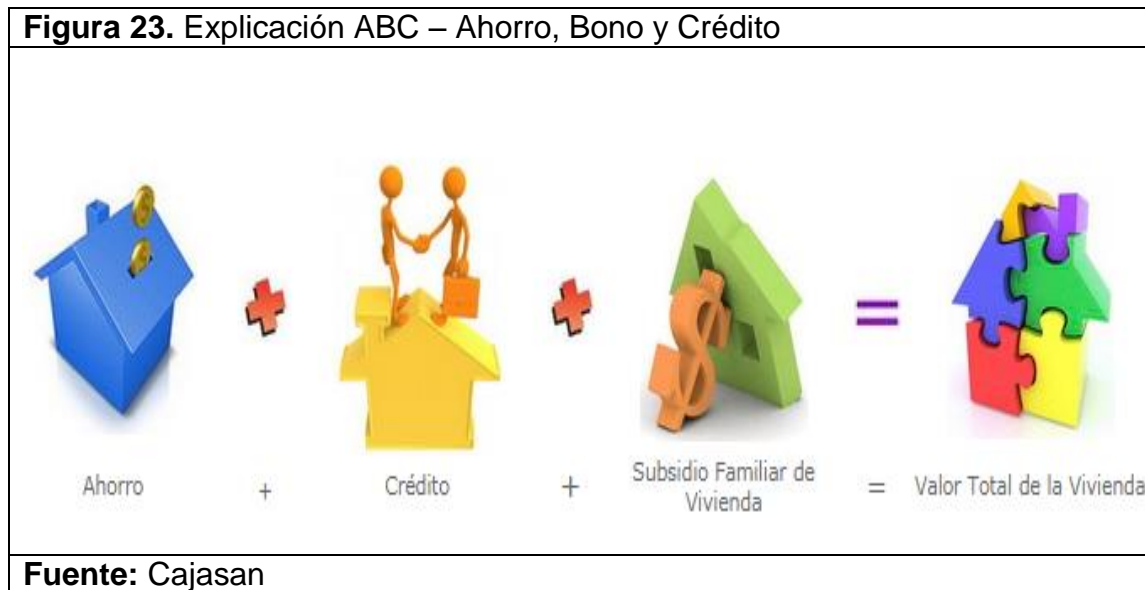 Figura 23. Explicación ABC – Ahorro, Bono y Crédito
Ahorro + Crédito + Subsidio Familiar de Vivienda = Valor Total de la Vivienda
Fuente: Cajasan